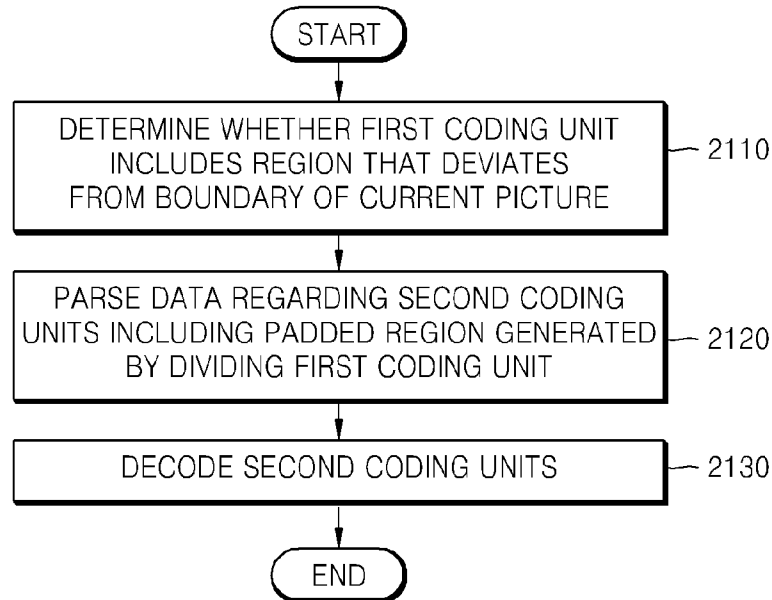 START
DETERMINE WHETHER FIRST CODING UNIT
INCLUDES REGION THAT DEVIATES
FROM BOUNDARY OF CURRENT PICTURE
2110
PARSE DATA REGARDING SECOND CODING
UNITS INCLUDING PADDED REGION GENERATED
BY DIVIDING FIRST CODING UNIT
2120
DECODE SECOND CODING UNITS
2130
END